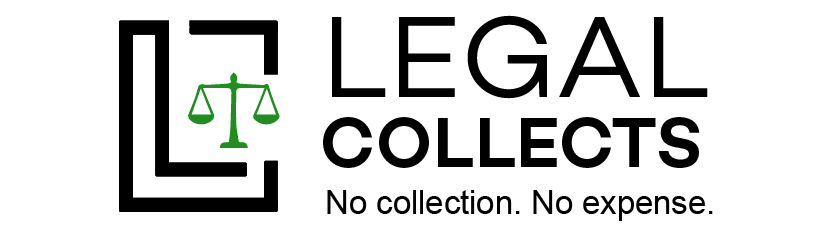 LEGAL
COLLECTS
No collection. No expense.